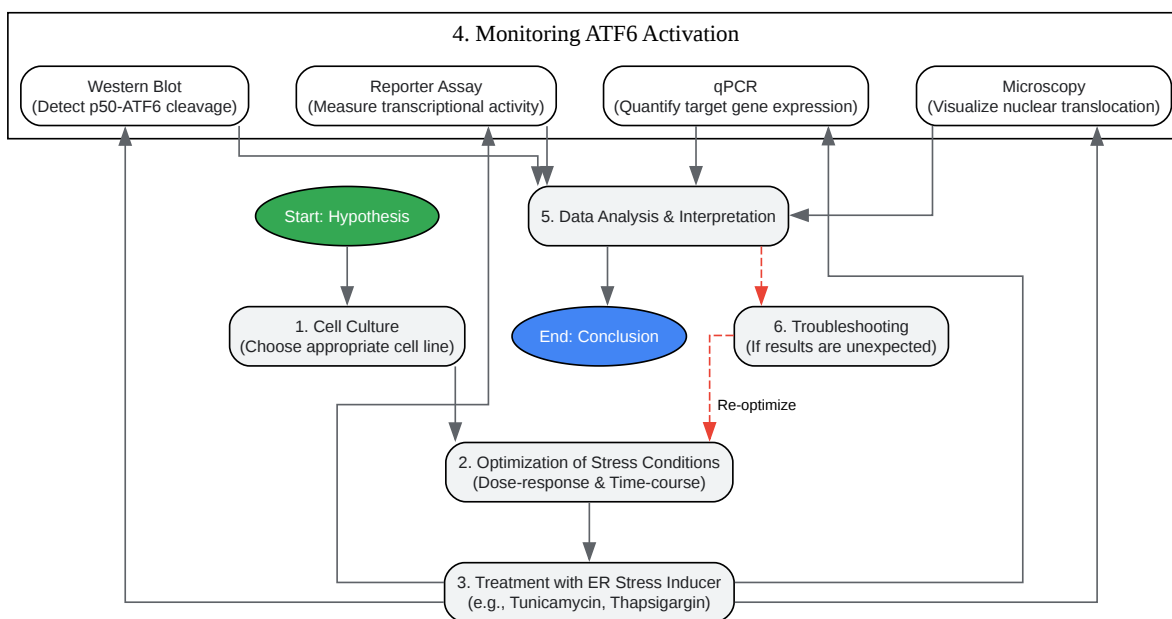 4. Monitoring ATF6 Activation
Western Blot
(Detect p50-ATF6 cleavage)
Reporter Assay
(Measure transcriptional activity)
qPCR
(Quantify target gene expression)
Microscopy
(Visualize nuclear translocation)
Start: Hypothesis
5. Data Analysis & Interpretation
1. Cell Culture
(Choose appropriate cell line)
End: Conclusion
6. Troubleshooting
(If results are unexpected)
Re-optimize
2. Optimization of Stress Conditions
(Dose-response & Time-course)
3. Treatment with ER Stress Inducer
(e.g., Tunicamycin, Thapsigargin)